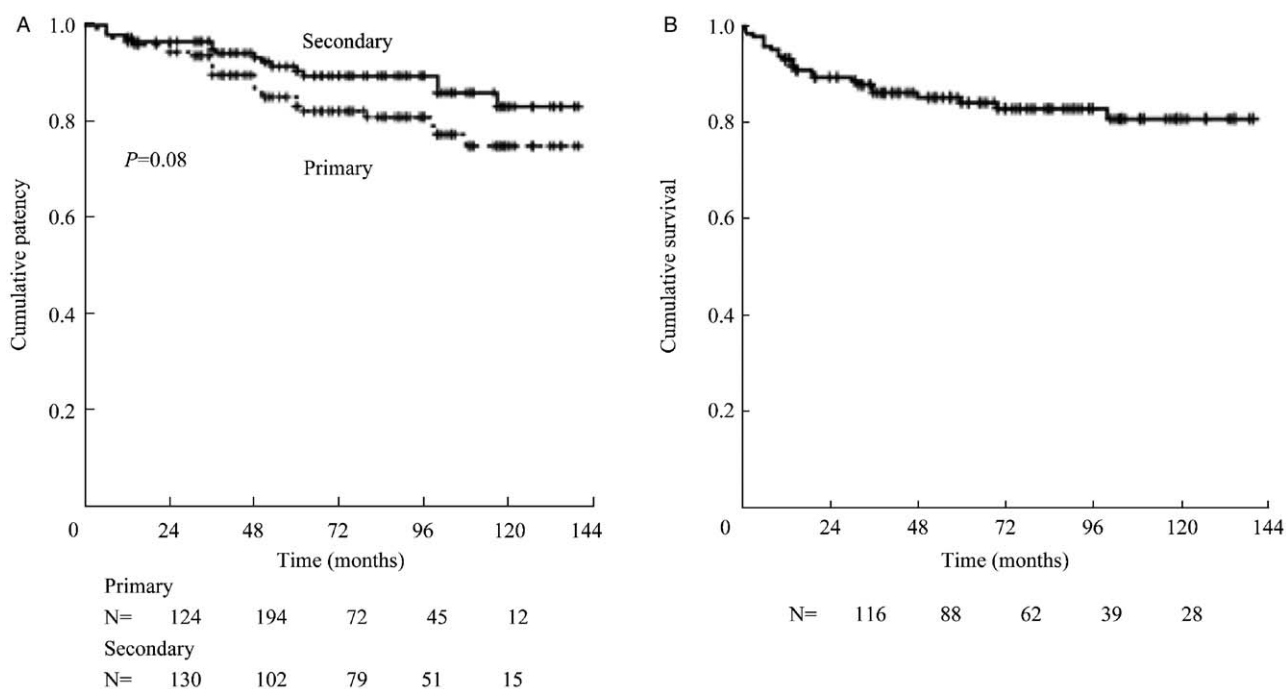 A
1.0
0.8
0.6
0.4
0.2
0
Cumulative patency
Secondary
Primary
P=0.08
24 48 72 96 120 144
Time (months)
Primary
N= 124 194 72 45 12
Secondary
N= 130 102 79 51 15
B
1.0
0.8
0.6
0.4
0.2
0
Cumulative survival
24 48 72 96 120 144
Time (months)
N= 116 88 62 39 28